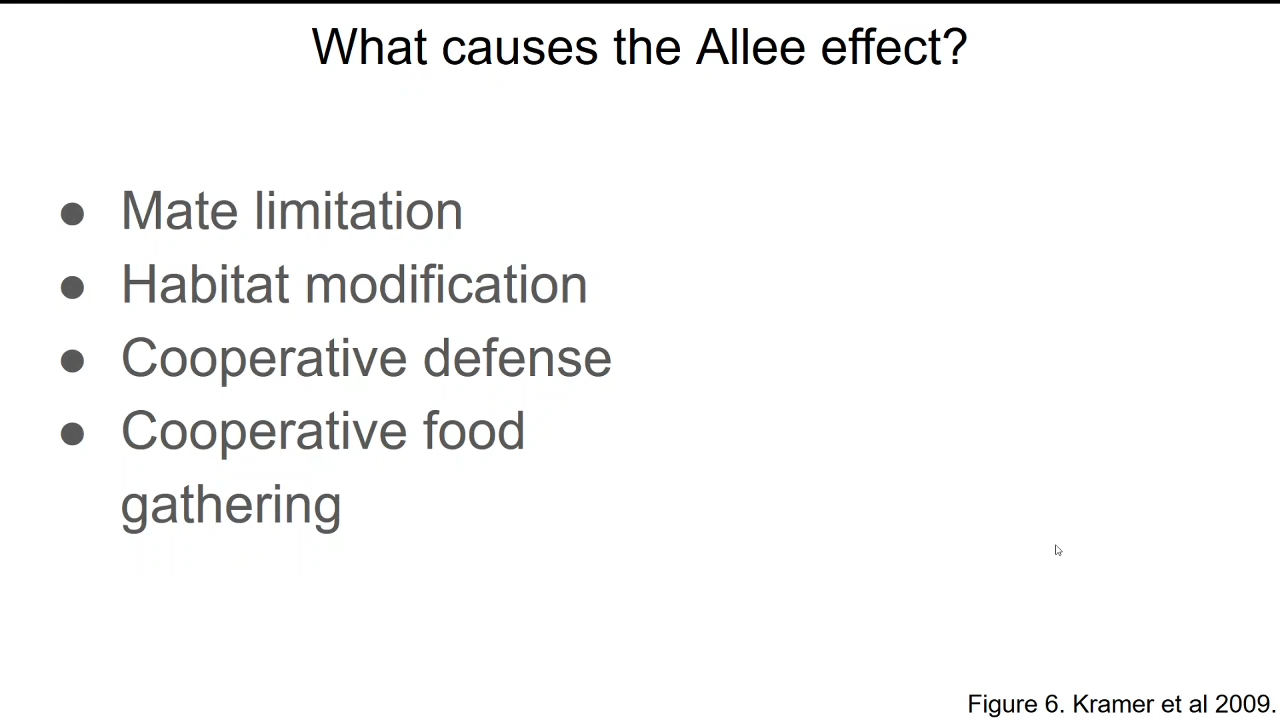 What causes the Allee effect?
● Mate limitation
● Habitat modification
● Cooperative defense
● Cooperative food
gathering
Figure 6. Kramer et al 2009.